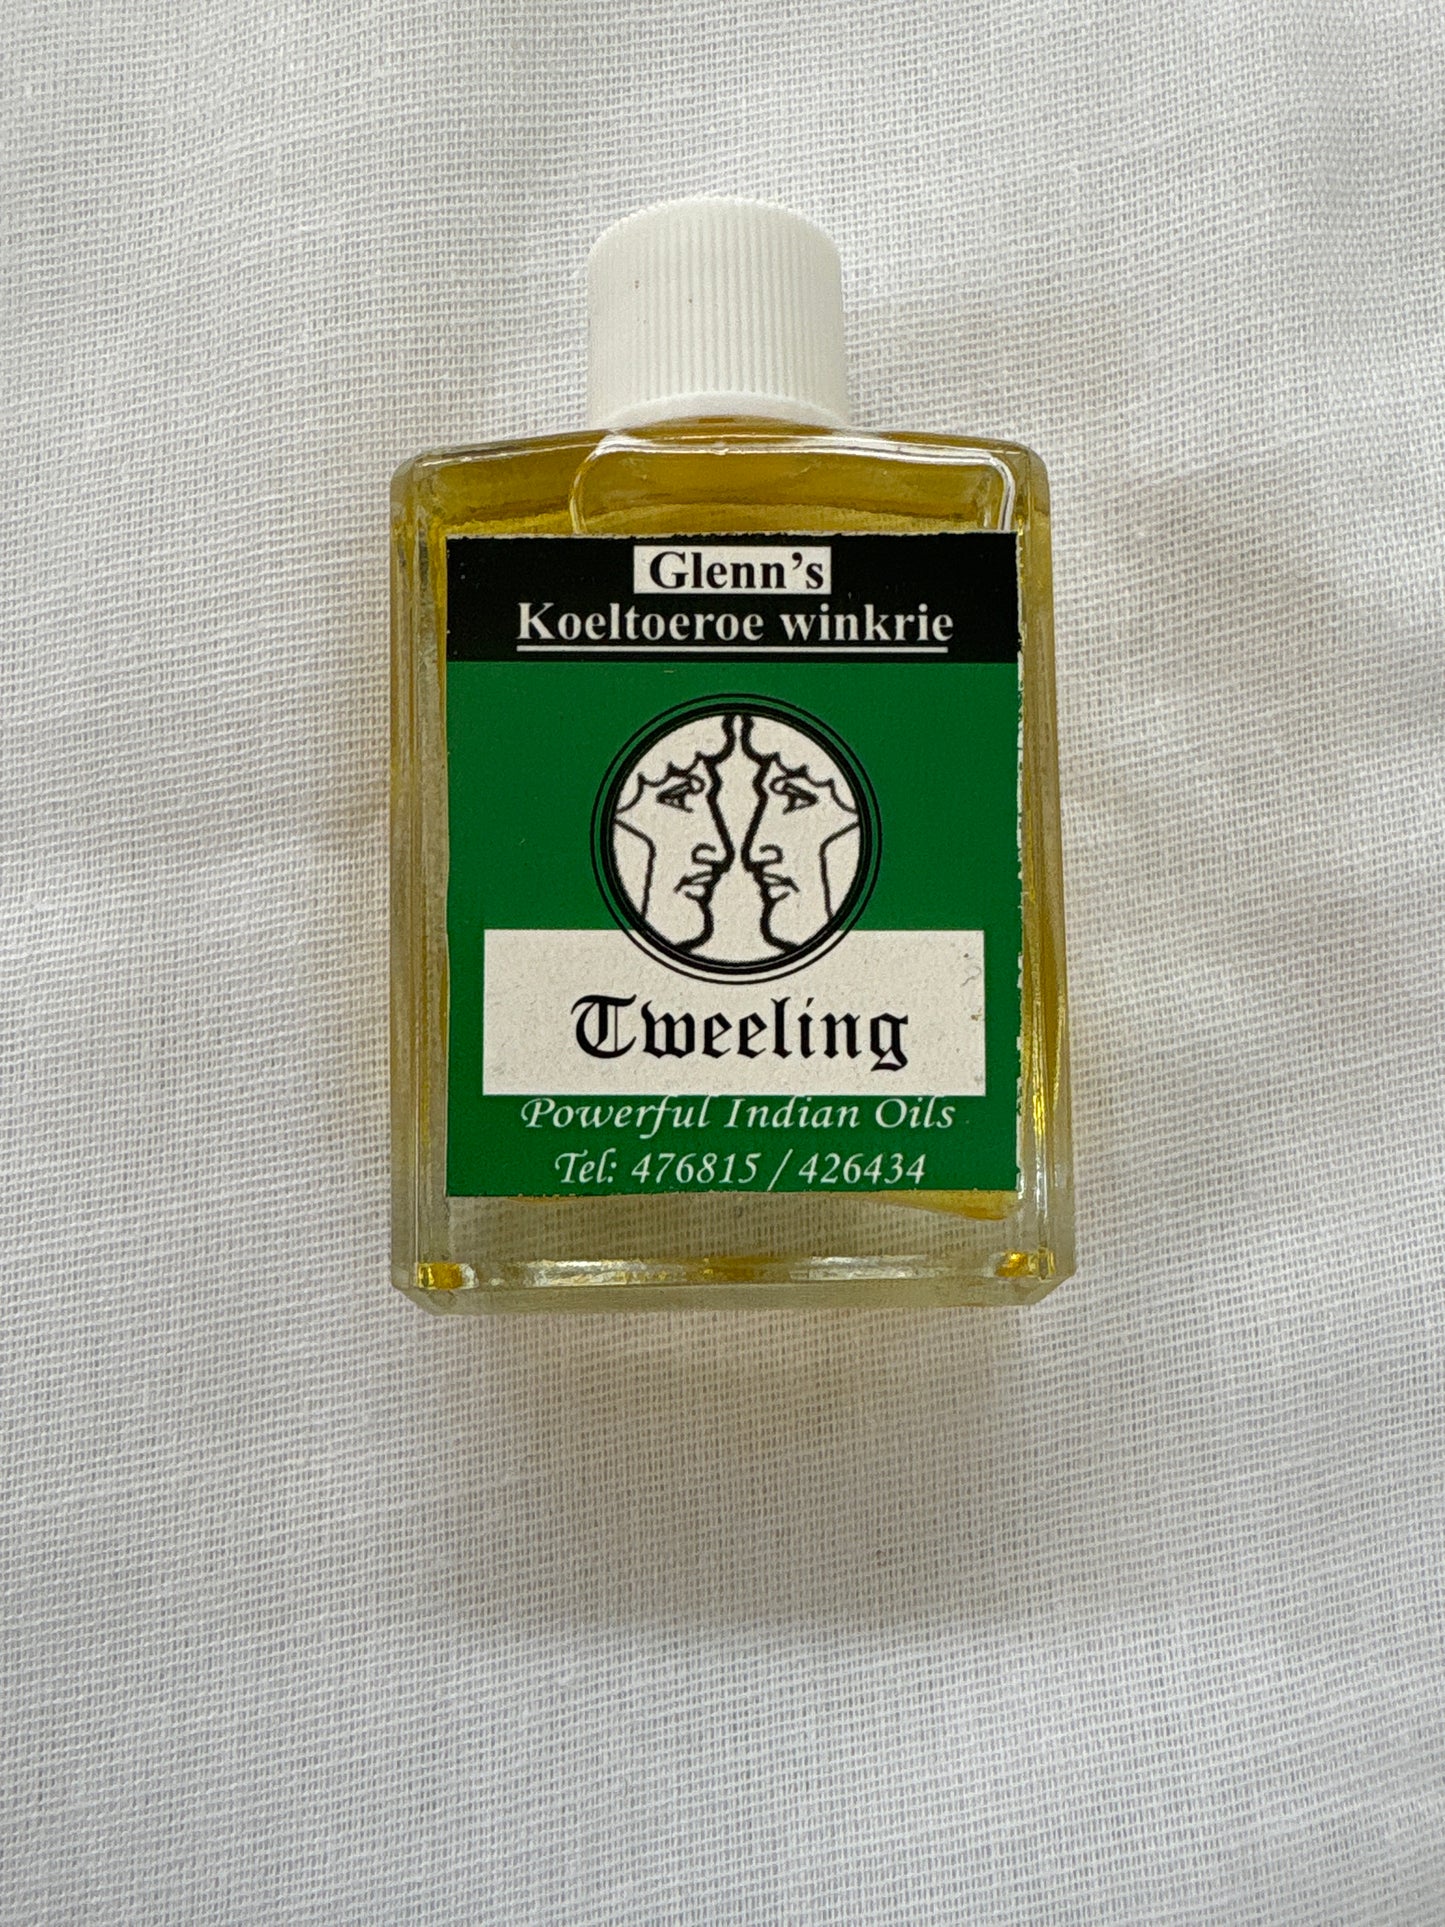 Glenn's
Koeltoeroe winkrie
Tweeling
Powerful Indian Oils
Tel: 476815 / 426434